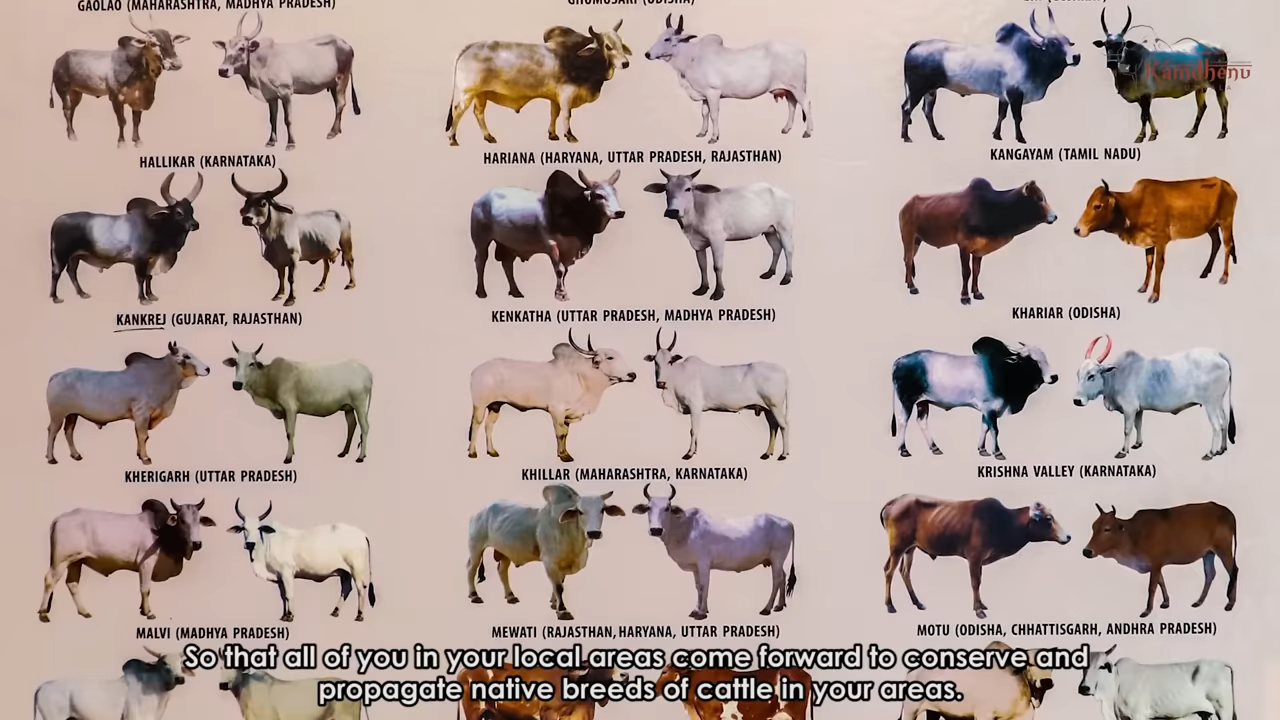 GAOLAO (MAHARASHTRA, MADHYA PRADESH)
GHUMUSARI (ODISHA)
Kamdhenu
HALLIKAR (KARNATAKA)
HARIANA (HARYANA, UTTAR PRADESH, RAJASTHAN)
KANGAYAM (TAMIL NADU)
KANKREJ (GUJARAT, RAJASTHAN)
KENKATHA (UTTAR PRADESH, MADHYA PRADESH)
KHARIAR (ODISHA)
KHERIGARH (UTTAR PRADESH)
KHILLAR (MAHARASHTRA, KARNATAKA)
KRISHNA VALLEY (KARNATAKA)
MALVI (MADHYA PRADESH)
MEWATI (RAJASTHAN, HARYANA, UTTAR PRADESH)
MOTU (ODISHA, CHHATTISGARH, ANDHRA PRADESH)
So that all of you in your local areas come forward to conserve and
propagate native breeds of cattle in your areas.